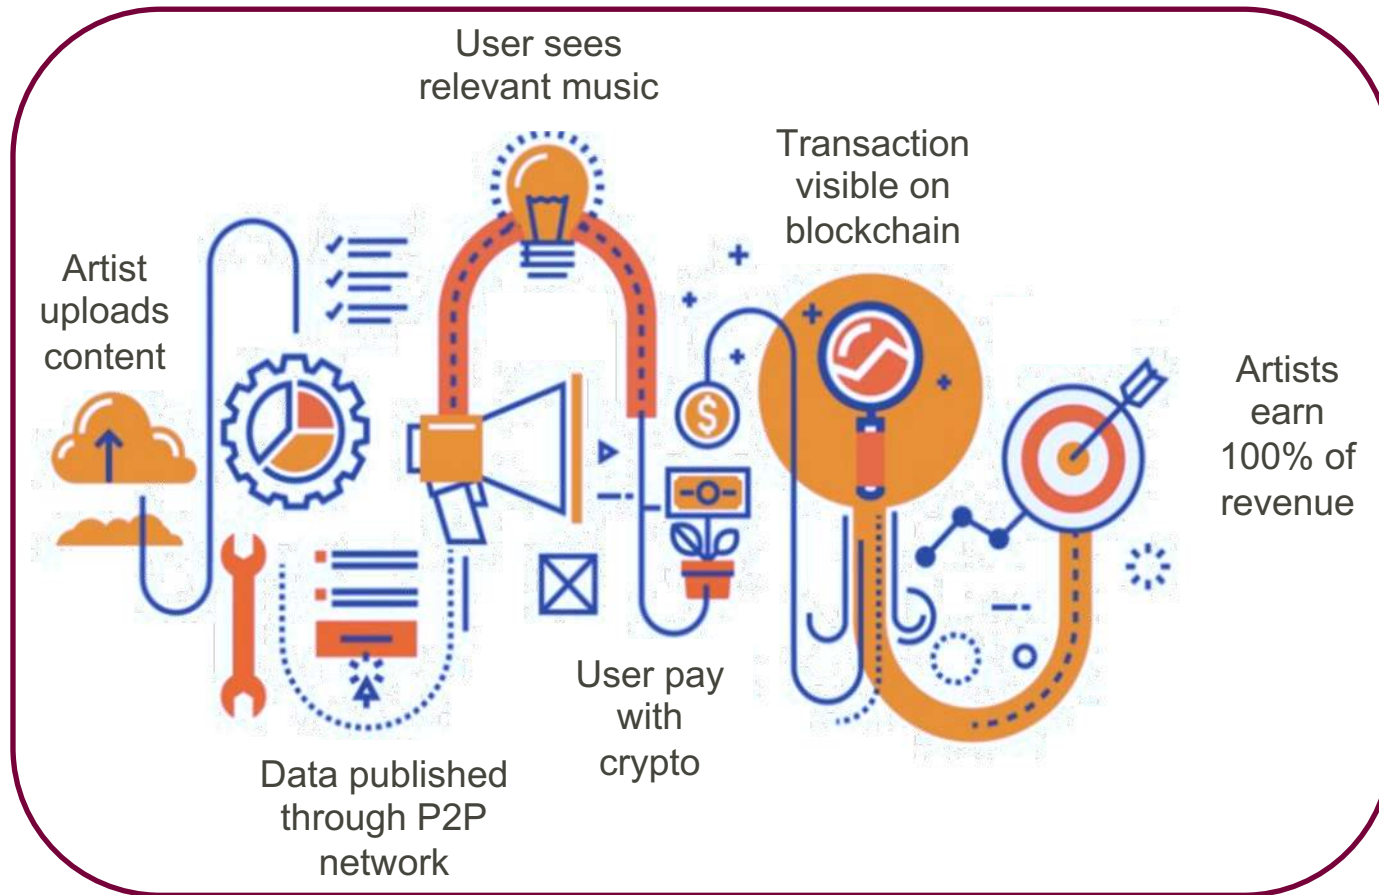 User sees
relevant music
Transaction
visible on
blockchain
Artist
uploads
content
Artists
earn
100% of
revenue
$
User pay
with
crypto
Data published
through P2P
network